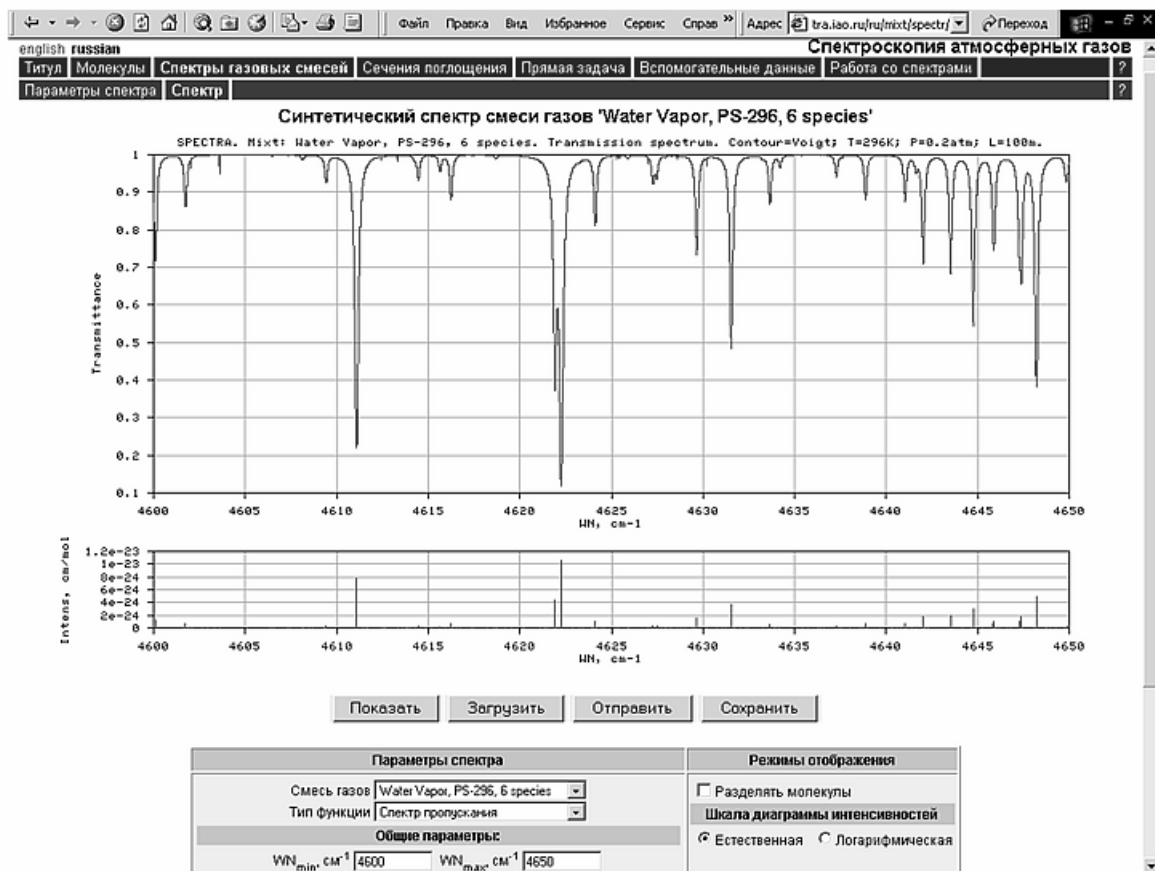 Файл Правка Вид Избранное Сервис Справ » Адрес tra.iao.ru/ru/mixt/spectr/ Переход
english russian Спектроскопия атмосферных газов
Титул Молекулы Спектры газовых смесей Сечения поглощения Прямая задача Вспомогательные данные Работа со спектрами ?
Параметры спектра Спектр ?
Синтетический спектр смеси газов 'Water Vapor, PS-296, 6 species'
SPECTRA. Mixt: Water Vapor, PS-296, 6 species. Transmission spectrum. Contour=Voigt; T=296K; P=0.2atm; L=100m.
1
0.9
0.8
0.7
0.6
0.5
0.4
0.3
0.2
0.1
Transmittance
4600 4605 4610 4615 4620 4625 4630 4635 4640 4645 4650
WN, cm-1
1.2e-23
1e-23
8e-24
6e-24
4e-24
2e-24
0
Intens, cm/mol
4600 4605 4610 4615 4620 4625 4630 4635 4640 4645 4650
WN, cm-1
Показать Загрузить Отправить Сохранить
Параметры спектра Режимы отображения
Смесь газов Water Vapor, PS-296, 6 species Разделять молекулы
Тип функции Спектр пропускания Шкала диаграммы интенсивностей
Общие параметры: Естественная Логарифмическая
WNmin, см-1 4600 WNmax, см-1 4650